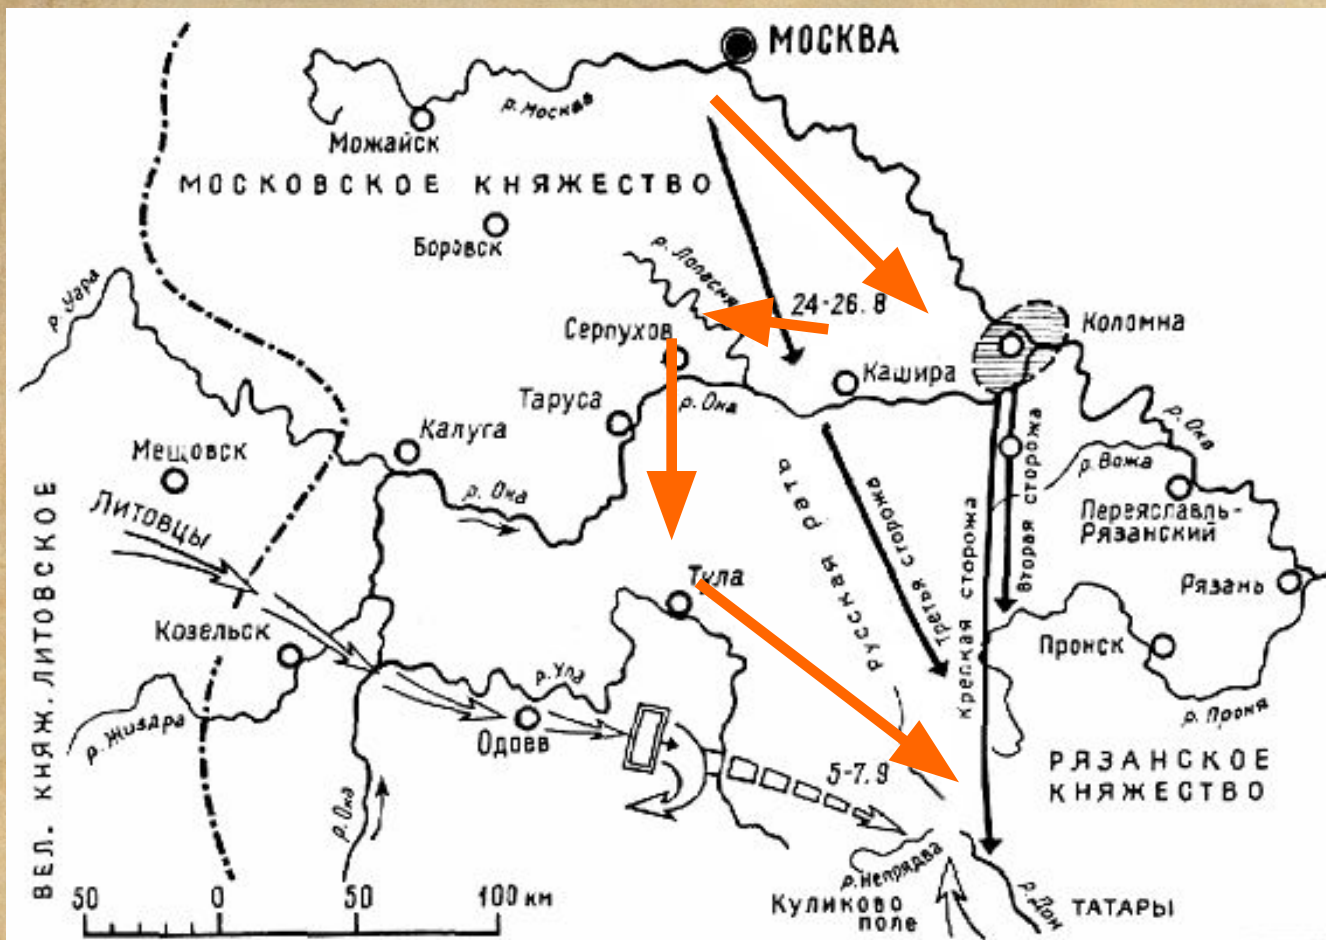 МОСКВА
р. Москва
Можайск
МОСКОВСКОЕ КНЯЖЕСТВО
Боровск
р. Лопасня
р. Угра
24-26.8
Серпухов
Коломна
Кашира
Таруса
р. Ока
р. Ока
Калуга
Мещовск
р. Вожа
р. Ока
ЛИТОВЦЫ
Переяславль-
Рязанский
русская рать
Третья сторожа
крепкая сторожа
Вторая сторожа
Тула
Рязань
Козельск
Пронск
р. Упа
р. Жиздра
Одоев
р. Проня
5-7.9
РЯЗАНСКОЕ
КНЯЖЕСТВО
р. Ока
ВЕЛ. КНЯЖ. ЛИТОВСКОЕ
р. Непрядва
Куликово
поле
р. Дон
ТАТАРЫ
50 0 50 100 км